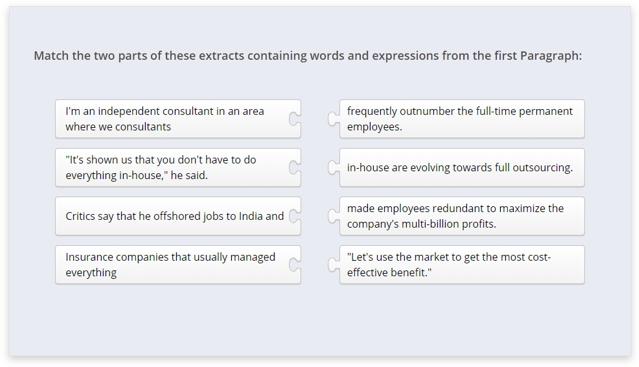 Match the two parts of these extracts containing words and expressions from the first Paragraph:
I'm an independent consultant in an area
where we consultants
frequently outnumber the full-time permanent
employees.
"It's shown us that you don't have to do
everything in-house," he said.
in-house are evolving towards full outsourcing.
Critics say that he offshored jobs to India and
made employees redundant to maximize the
company's multi-billion profits.
Insurance companies that usually managed
everything
"Let's use the market to get the most cost-
effective benefit."